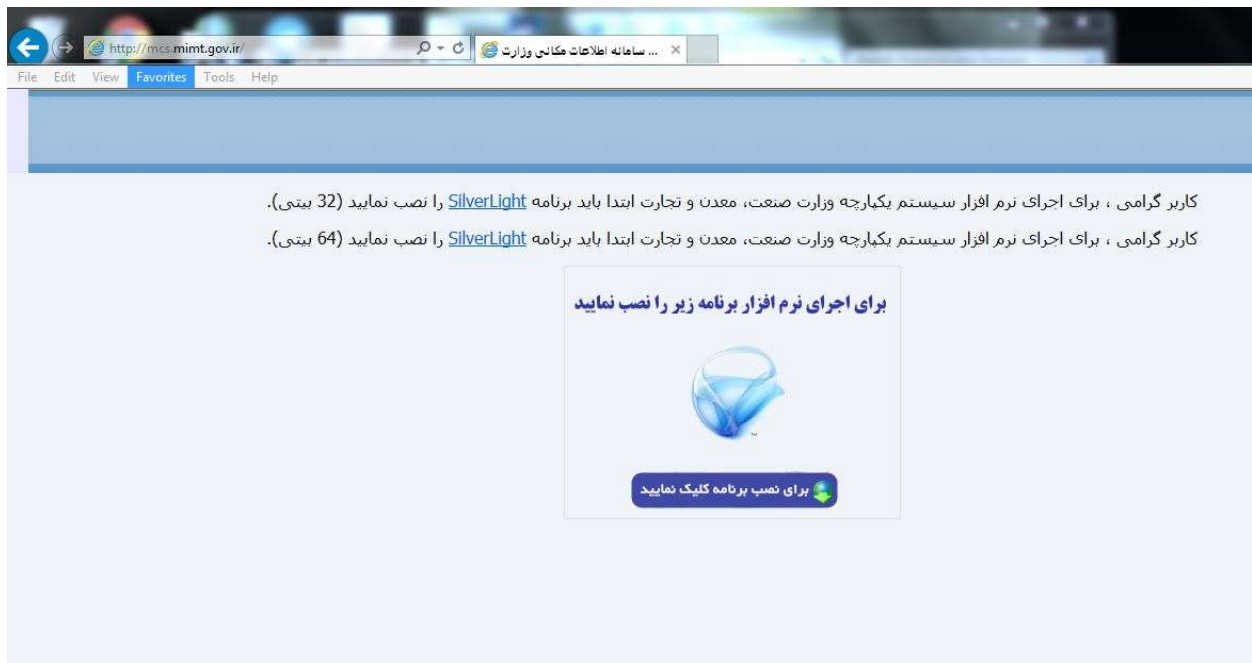 http://mcs.mimt.gov.ir/
سامانه اطلاعات مکانی وزارت ...
File Edit View Favorites Tools Help
کاربر گرامی ، برای اجرای نرم افزار سیستم یکپارچه وزارت صنعت، معدن و تجارت ابتدا باید برنامه SilverLight را نصب نمایید (32 بیتی).
کاربر گرامی ، برای اجرای نرم افزار سیستم یکپارچه وزارت صنعت، معدن و تجارت ابتدا باید برنامه SilverLight را نصب نمایید (64 بیتی).
برای اجرای نرم افزار برنامه زیر را نصب نمایید
برای نصب برنامه کلیک نمایید